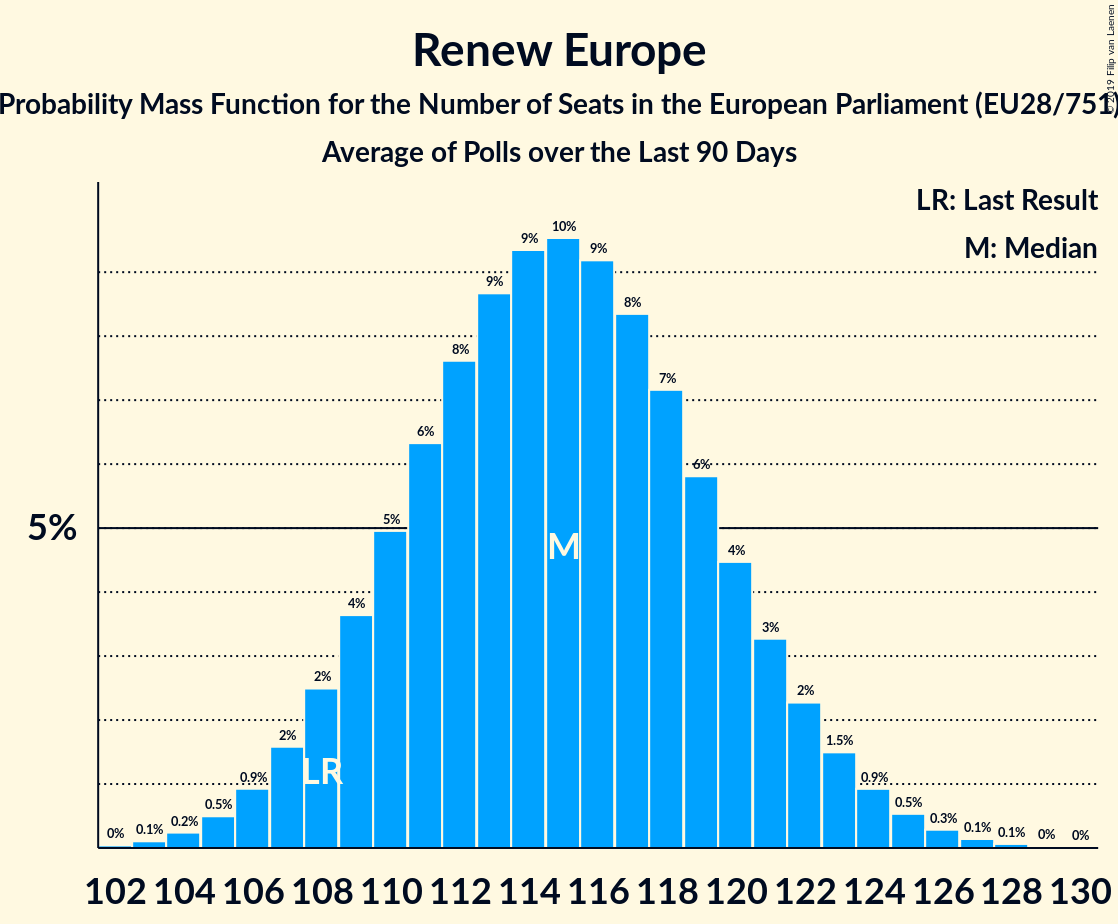 Renew Europe
Probability Mass Function for the Number of Seats in the European Parliament (EU28/751)
Average of Polls over the Last 90 Days
© 2019 Filip van Laenen
LR: Last Result
M: Median
5%
0% 0.1% 0.2% 0.5% 0.9% 2% 2% 4% 5% 6% 8% 9% 9% 10% 9% 8% 7% 6% 4% 3% 2% 1.5% 0.9% 0.5% 0.3% 0.1% 0.1% 0% 0%
M
LR
102 104 106 108 110 112 114 116 118 120 122 124 126 128 130